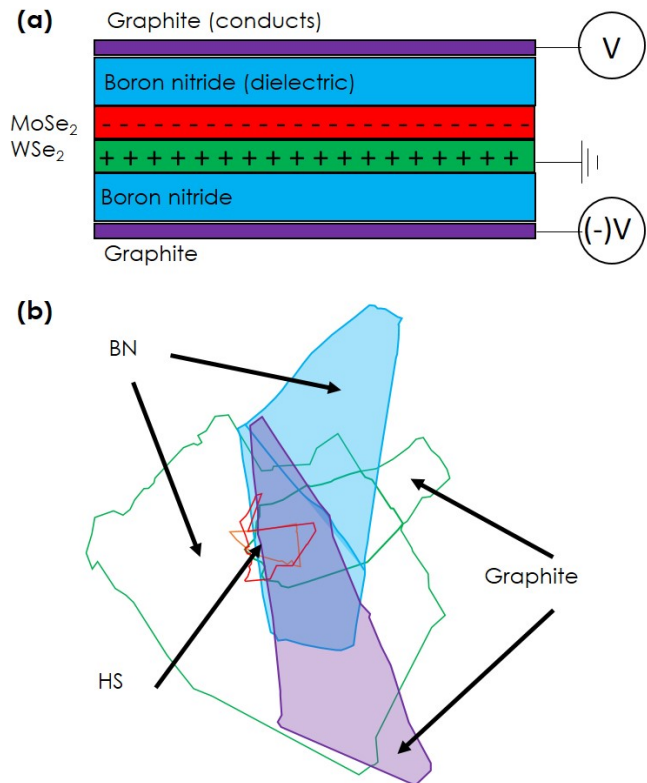 (a)
Graphite (conducts)
V
Boron nitride (dielectric)
MoSe₂
- - - - - - - - - - - - - - - - - - - - - - - -
WSe₂
+ + + + + + + + + + + + + + + + + +
Boron nitride
(-)V
Graphite
(b)
BN
Graphite
HS